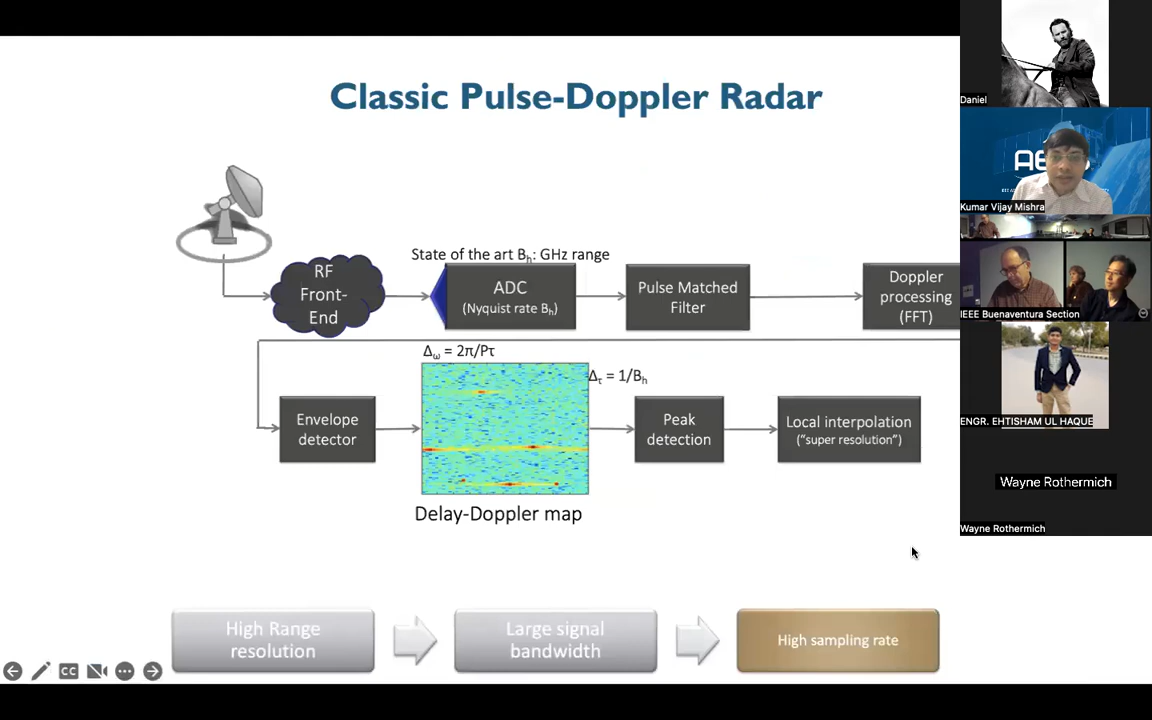 Classic Pulse-Doppler Radar
State of the art Bh: GHz range
RF
Front-
End
ADC
(Nyquist rate Bh)
Pulse Matched
Filter
Doppler
processing
(FFT)
Δω = 2π/Pτ
Δτ = 1/Bh
Envelope
detector
Peak
detection
Local interpolation
("super resolution")
Delay-Doppler map
High Range
resolution
Large signal
bandwidth
High sampling rate
CC
Daniel
Kumar Vijay Mishra
IEEE Buenaventura Section
ENGR. EHTISHAM UL HAQUE
Wayne Rothermich
Wayne Rothermich